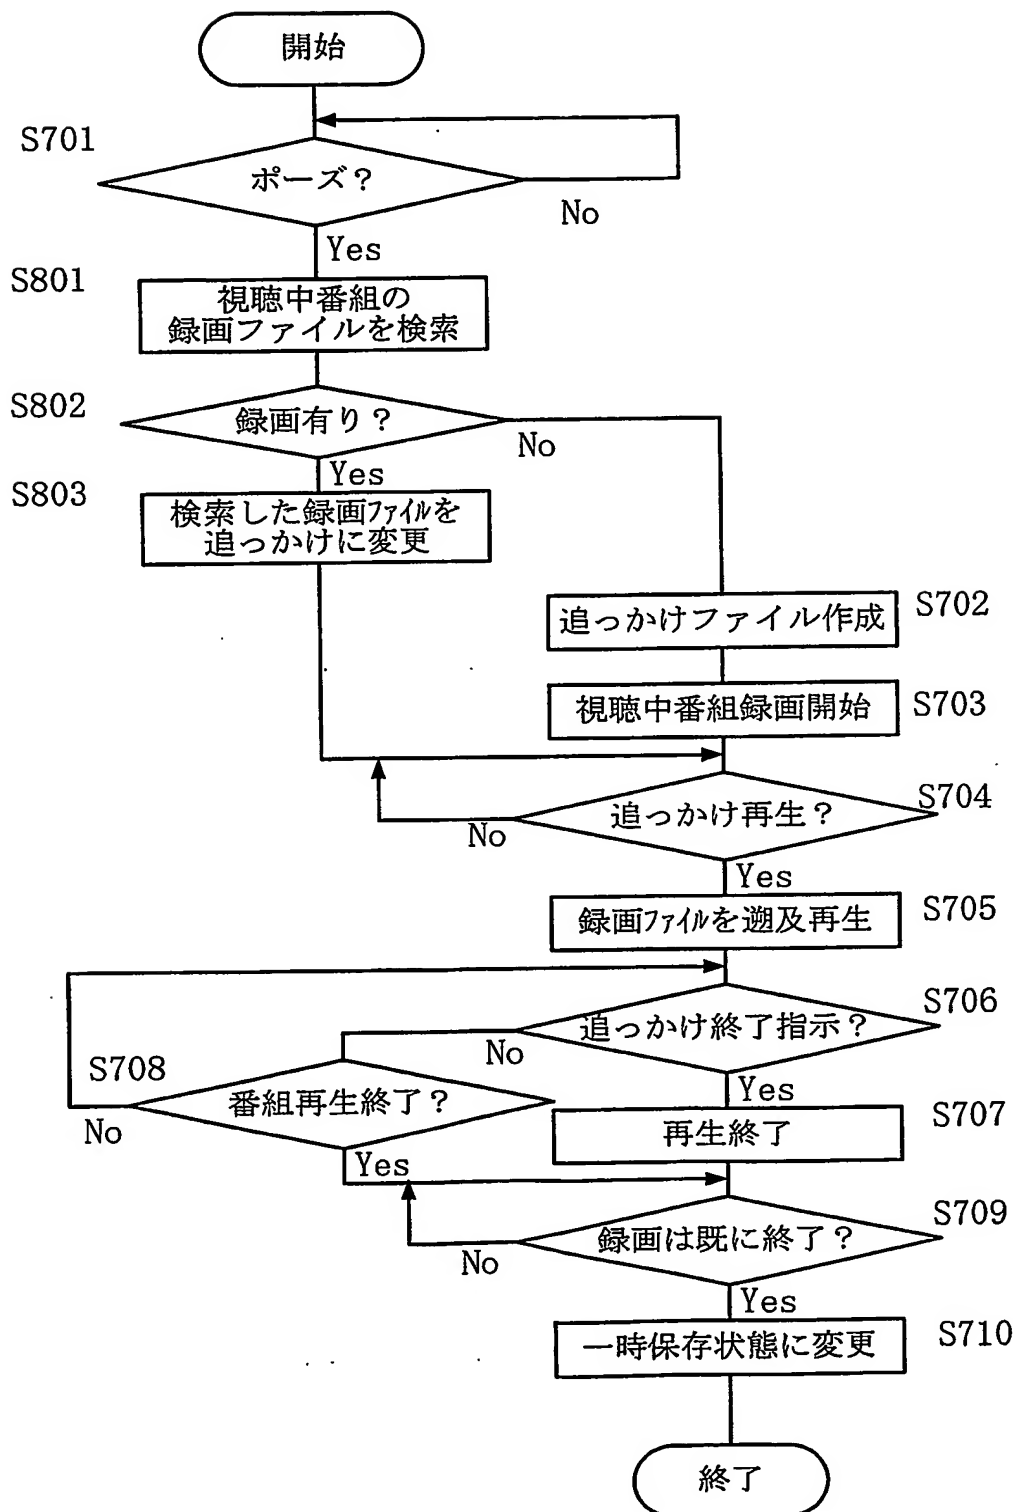 開始
S701
ポーズ?
No
Yes
S801
視聴中番組の
録画ファイルを検索
S802
録画有り?
No
Yes
S803
検索した録画ファイルを
追っかけに変更
追っかけファイル作成
S702
視聴中番組録画開始
S703
追っかけ再生?
S704
No
Yes
録画ファイルを遡及再生
S705
追っかけ終了指示?
S706
No
Yes
S708
番組再生終了?
No
Yes
再生終了
S707
録画は既に終了?
S709
No
Yes
一時保存状態に変更
S710
終了